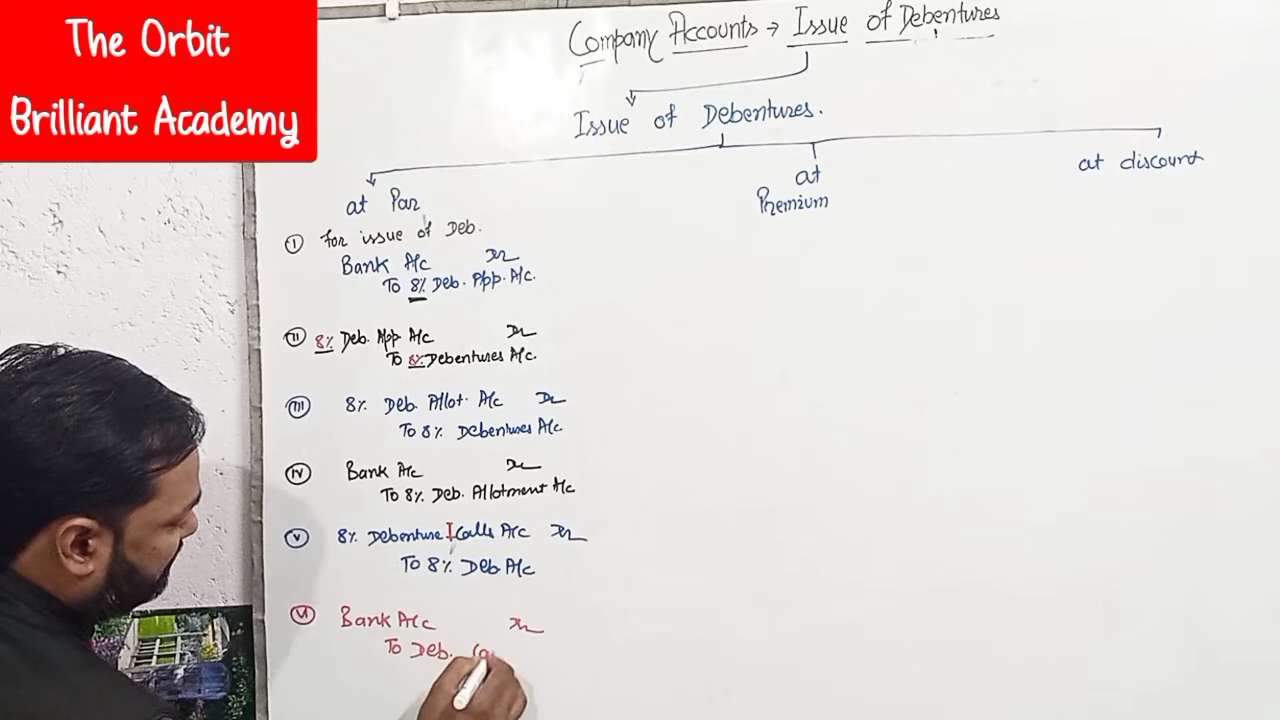 The Orbit
Brilliant Academy
Company Accounts → Issue of Debentures
Issue of Debentures.
at Par
at
Premium
at discount
I for issue of Deb.
Bank A/c Dr
To 8% Deb. App. A/c.
II 8% Deb. App A/c Dr
To 8% Debentures A/c.
III 8% Deb. Allot. A/c Dr
To 8% Debentures A/c
IV Bank A/c Dr
To 8% Deb. Allotment A/c
V 8% Debenture I Calls A/c Dr
To 8% Deb A/c
VI Bank A/c Dr
To Deb. Ca